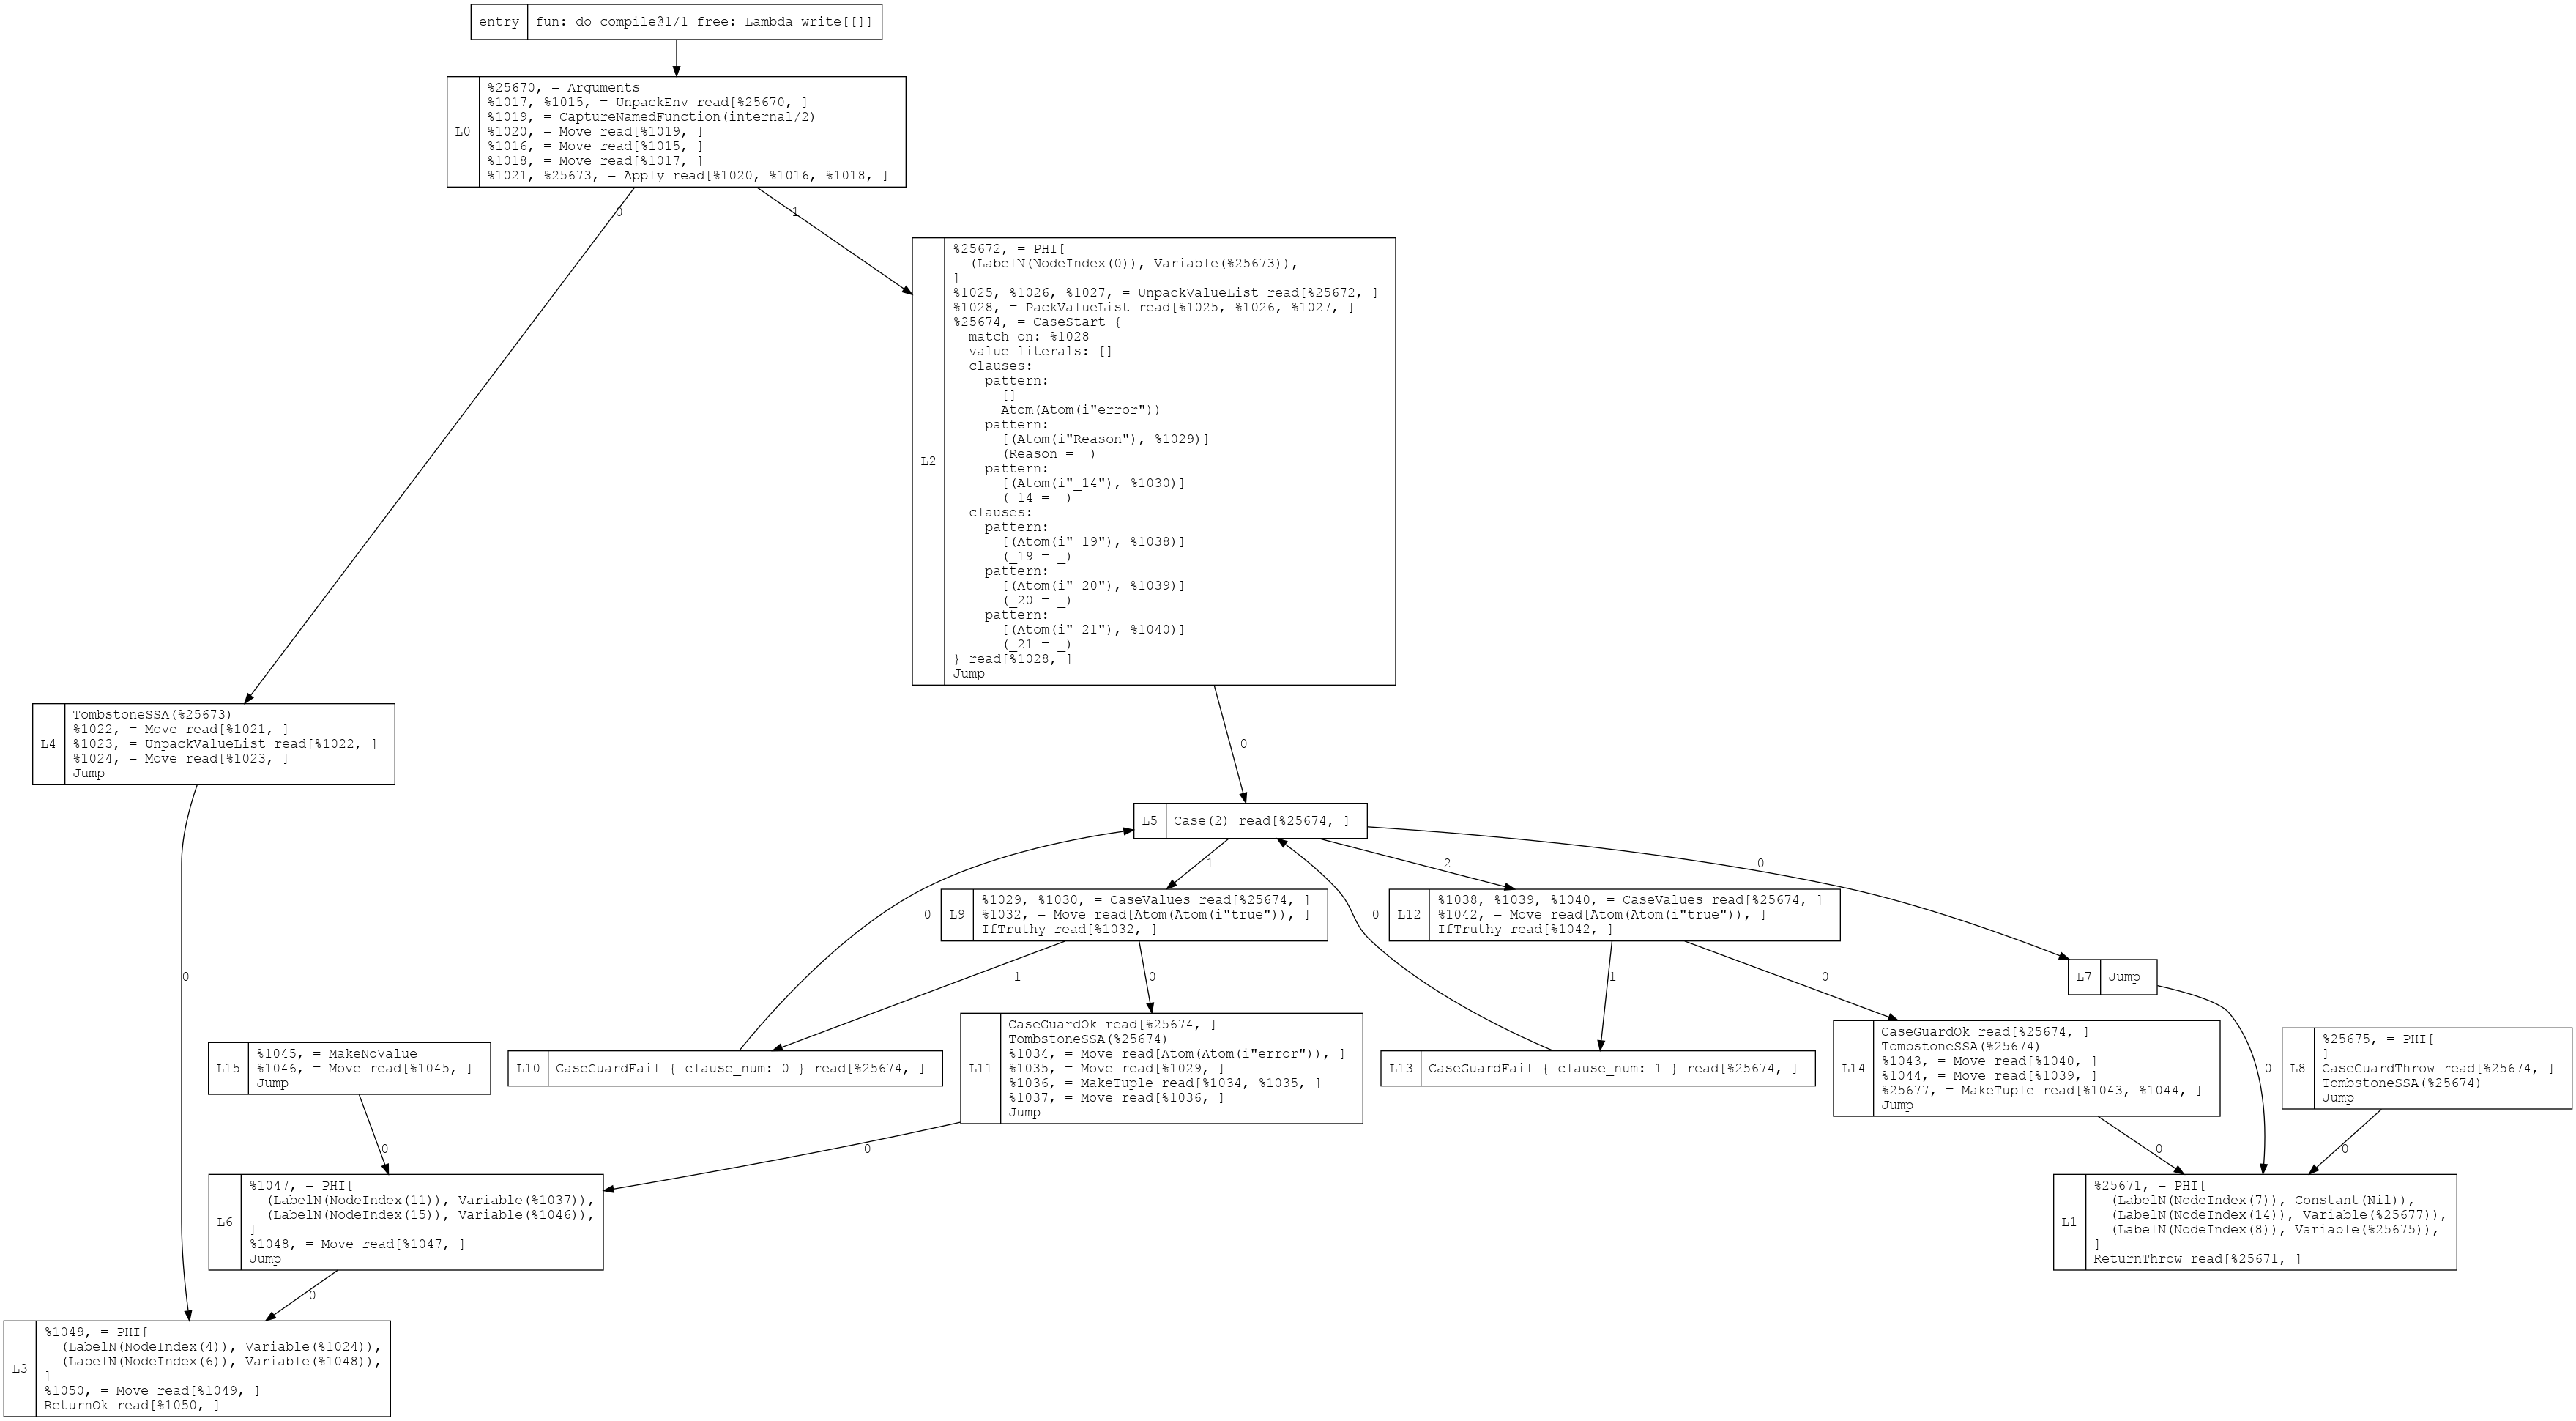 entry fun: do_compile@1/1 free: Lambda write[[]]
L0
%25670, = Arguments
%1017, %1015, = UnpackEnv read[%25670, ]
%1019, = CaptureNamedFunction(internal/2)
%1020, = Move read[%1019, ]
%1016, = Move read[%1015, ]
%1018, = Move read[%1017, ]
%1021, %25673, = Apply read[%1020, %1016, %1018, ]
0
1
L2
%25672, = PHI[
(LabelN(NodeIndex(0)), Variable(%25673)),
]
%1025, %1026, %1027, = UnpackValueList read[%25672, ]
%1028, = PackValueList read[%1025, %1026, %1027, ]
%25674, = CaseStart {
match on: %1028
value literals: []
clauses:
pattern:
[]
Atom(Atom(i"error"))
pattern:
[(Atom(i"Reason"), %1029)]
(Reason = _)
pattern:
[(Atom(i"_14"), %1030)]
(_14 = _)
clauses:
pattern:
[(Atom(i"_19"), %1038)]
(_19 = _)
pattern:
[(Atom(i"_20"), %1039)]
(_20 = _)
pattern:
[(Atom(i"_21"), %1040)]
(_21 = _)
} read[%1028, ]
Jump
L4
TombstoneSSA(%25673)
%1022, = Move read[%1021, ]
%1023, = UnpackValueList read[%1022, ]
%1024, = Move read[%1023, ]
Jump
0
L5 Case(2) read[%25674, ]
1
2
0
0
L9
%1029, %1030, = CaseValues read[%25674, ]
%1032, = Move read[Atom(Atom(i"true")), ]
IfTruthy read[%1032, ]
0
L12
%1038, %1039, %1040, = CaseValues read[%25674, ]
%1042, = Move read[Atom(Atom(i"true")), ]
IfTruthy read[%1042, ]
0
1
0
1
0
L7 Jump
L15
%1045, = MakeNoValue
%1046, = Move read[%1045, ]
Jump
L10 CaseGuardFail { clause_num: 0 } read[%25674, ]
L11
CaseGuardOk read[%25674, ]
TombstoneSSA(%25674)
%1034, = Move read[Atom(Atom(i"error")), ]
%1035, = Move read[%1029, ]
%1036, = MakeTuple read[%1034, %1035, ]
%1037, = Move read[%1036, ]
Jump
L13 CaseGuardFail { clause_num: 1 } read[%25674, ]
L14
CaseGuardOk read[%25674, ]
TombstoneSSA(%25674)
%1043, = Move read[%1040, ]
%1044, = Move read[%1039, ]
%25677, = MakeTuple read[%1043, %1044, ]
Jump
0
L8
%25675, = PHI[
]
CaseGuardThrow read[%25674, ]
TombstoneSSA(%25674)
Jump
0
0
0
0
L6
%1047, = PHI[
(LabelN(NodeIndex(11)), Variable(%1037)),
(LabelN(NodeIndex(15)), Variable(%1046)),
]
%1048, = Move read[%1047, ]
Jump
L1
%25671, = PHI[
(LabelN(NodeIndex(7)), Constant(Nil)),
(LabelN(NodeIndex(14)), Variable(%25677)),
(LabelN(NodeIndex(8)), Variable(%25675)),
]
ReturnThrow read[%25671, ]
0
L3
%1049, = PHI[
(LabelN(NodeIndex(4)), Variable(%1024)),
(LabelN(NodeIndex(6)), Variable(%1048)),
]
%1050, = Move read[%1049, ]
ReturnOk read[%1050, ]